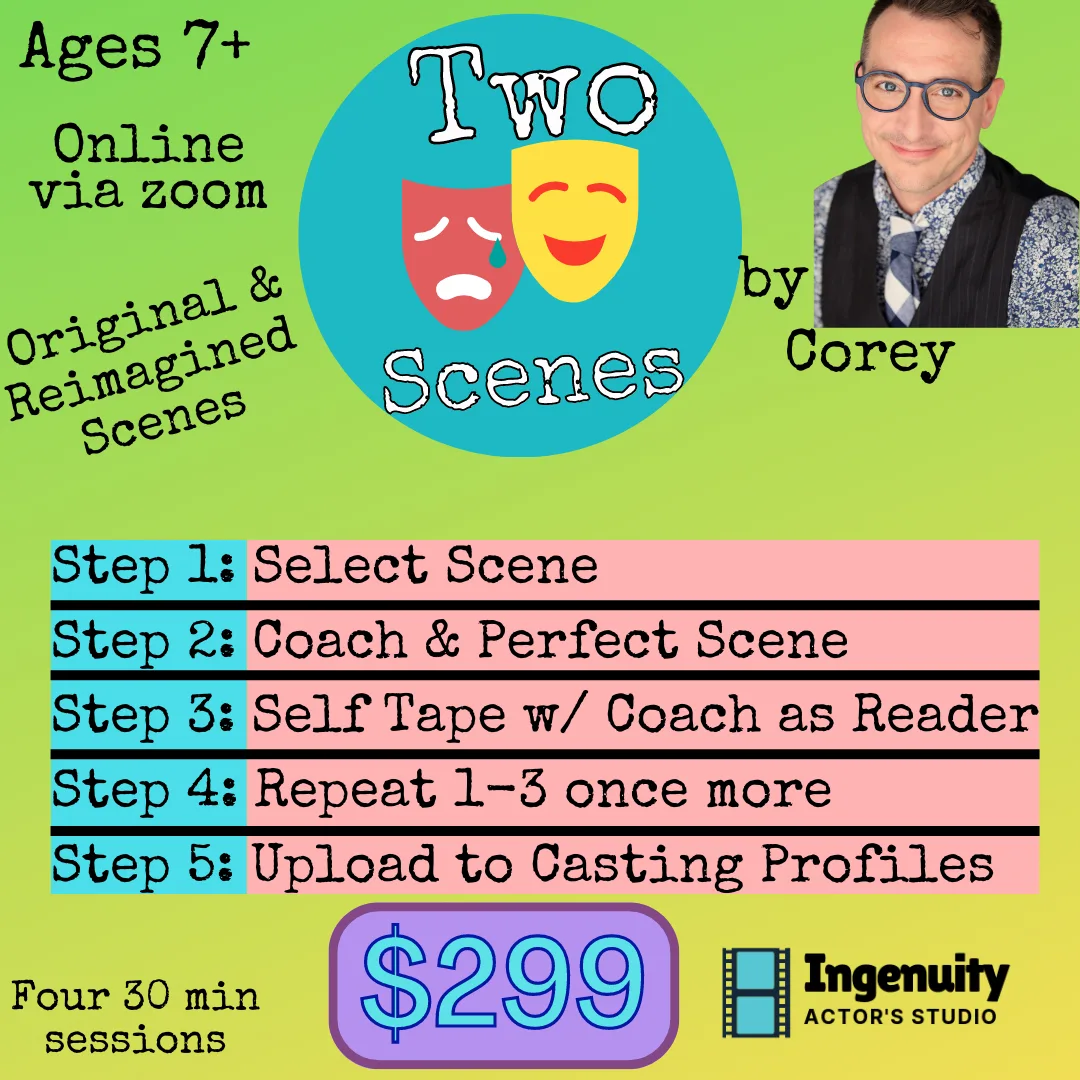 Ages 7+
Online
via zoom
Original &
Reimagined
Scenes
Two
Scenes
by
Corey
Step 1: Select Scene
Step 2: Coach & Perfect Scene
Step 3: Self Tape w/ Coach as Reader
Step 4: Repeat 1-3 once more
Step 5: Upload to Casting Profiles
Four 30 min
sessions
$299
Ingenuity
ACTOR'S STUDIO